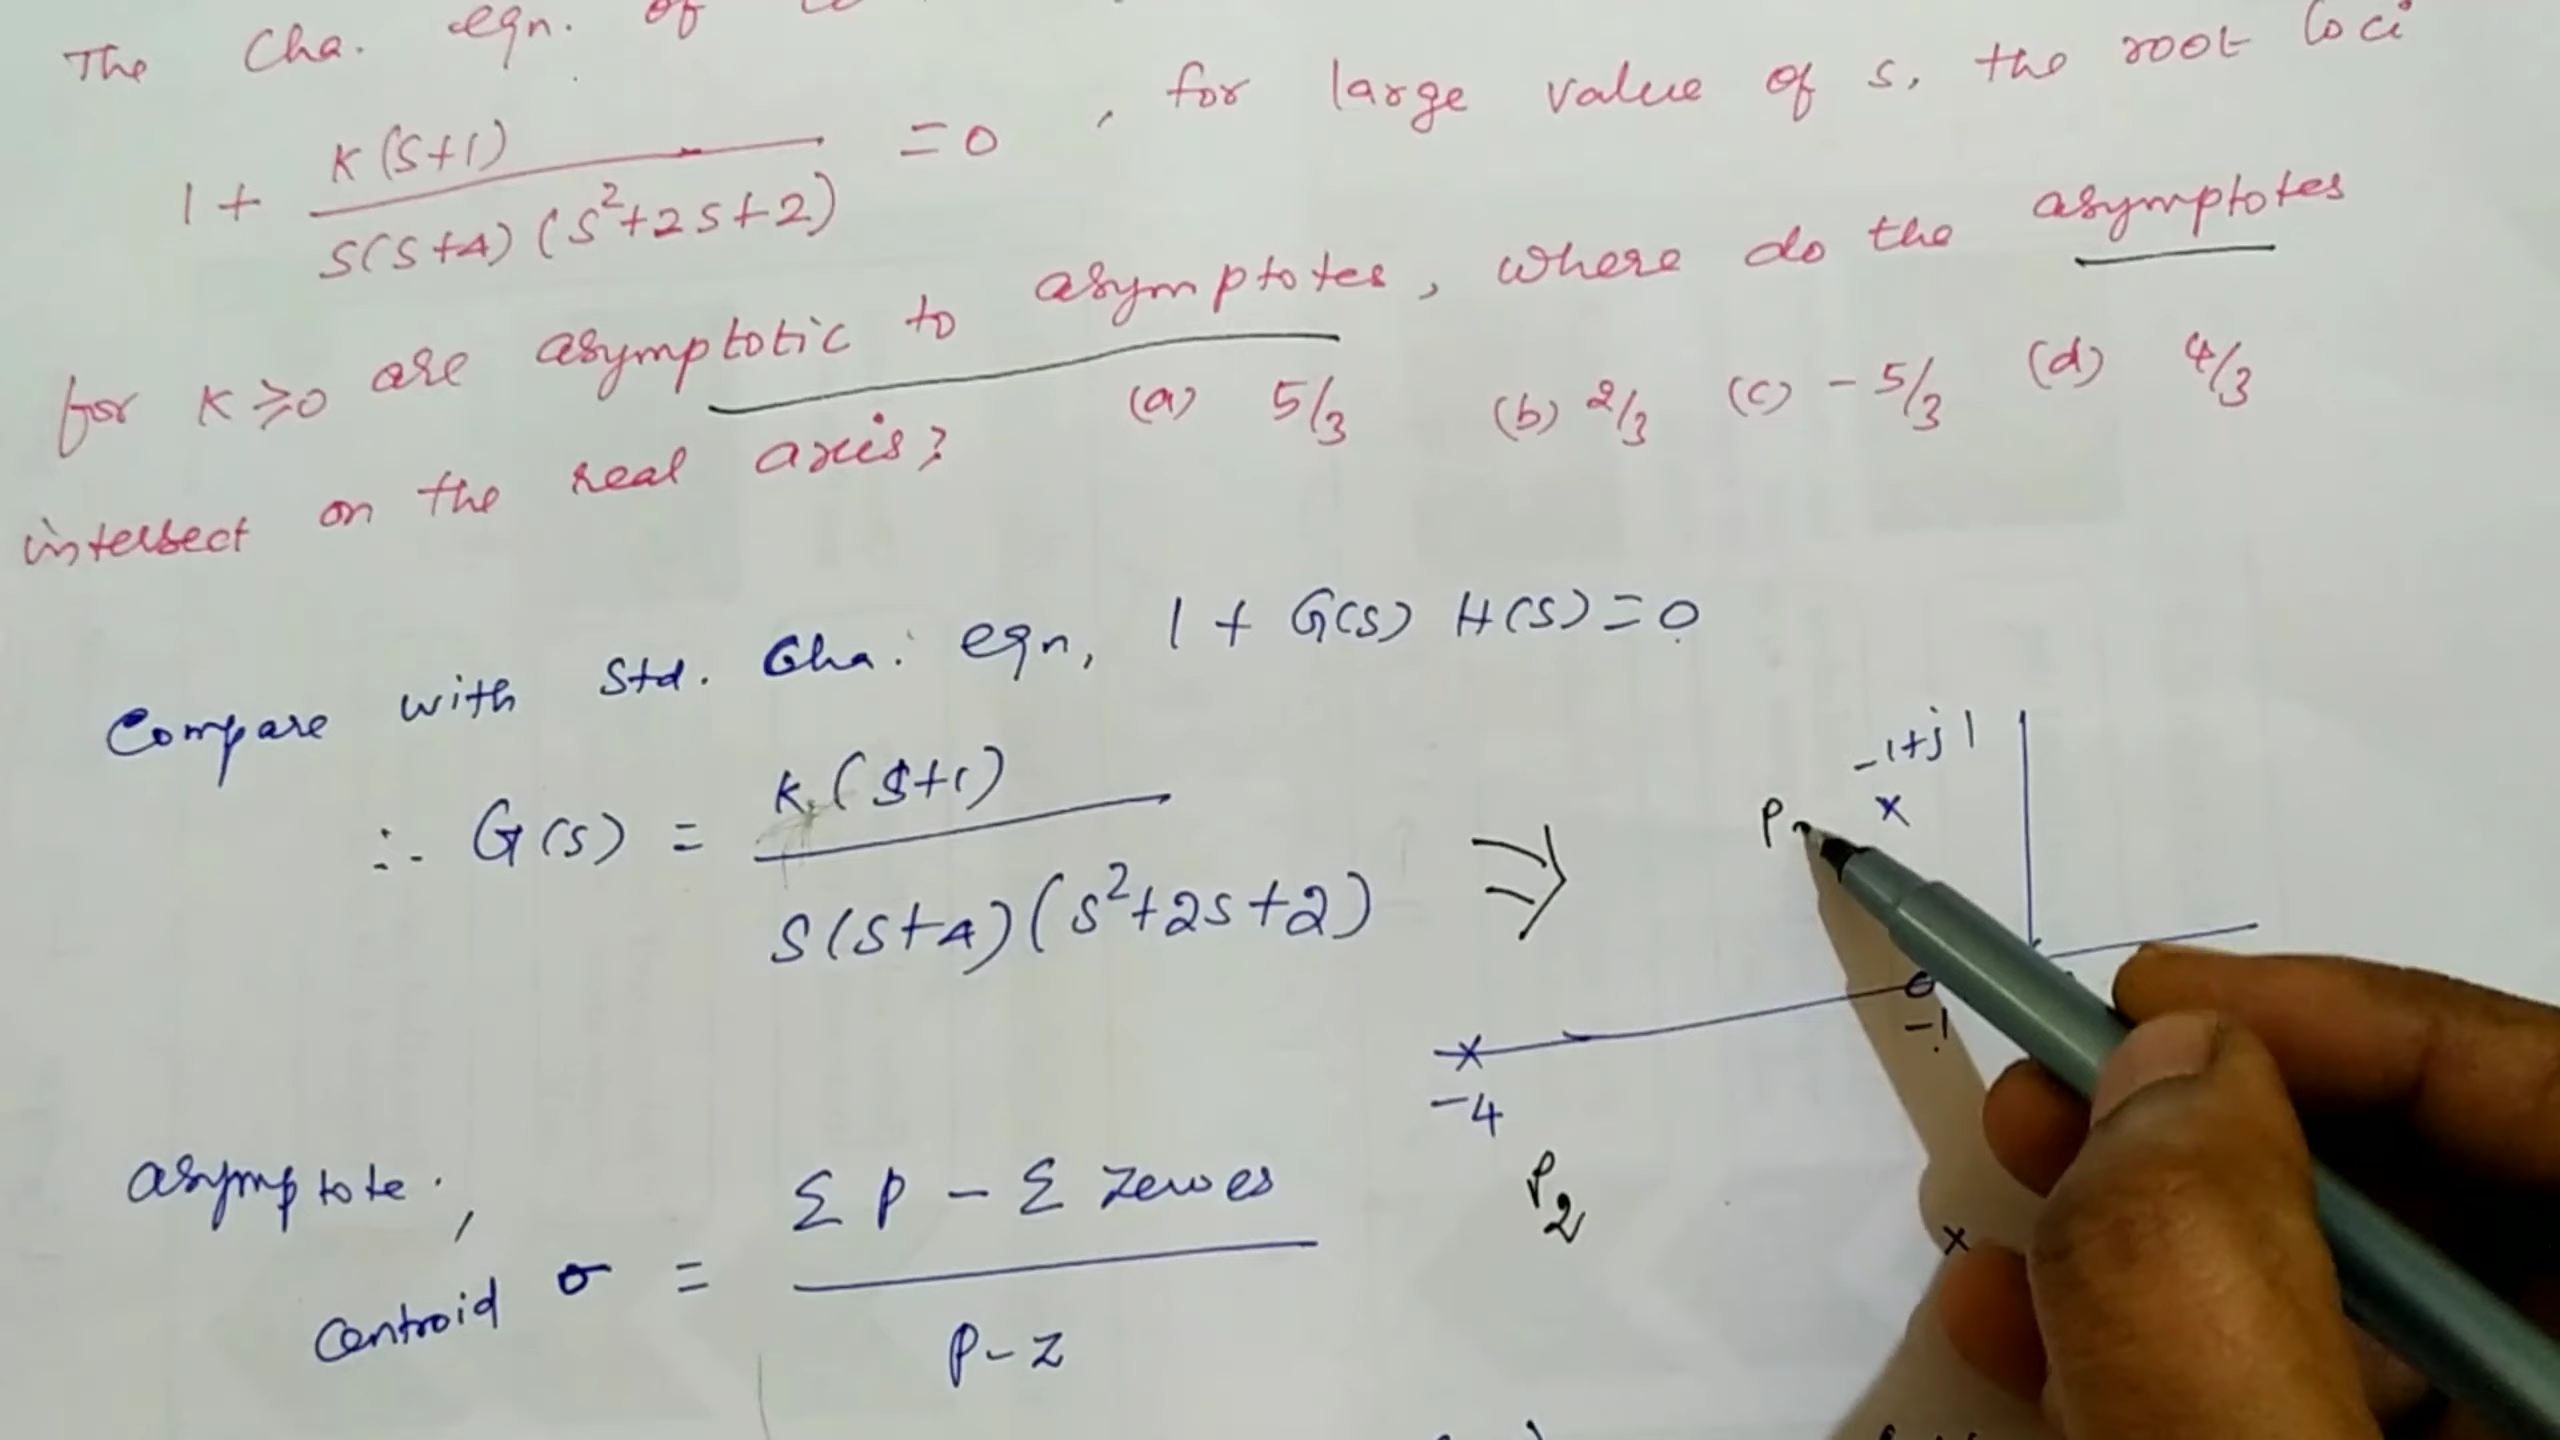 The Cha. eqn. of
1 + K(S+1) / S(S+4)(S²+2S+2) = 0 , for large value of s, the root loci
for K ≥ 0 are asymptotic to asymptotes, where do the asymptotes
intersect on the real axis? (a) 5/3 (b) 2/3 (c) -5/3 (d) 4/3
Compare with Std. Cha. eqn, 1 + G(S) H(S) = 0
∴ G(S) = K(S+1) / S(S+4)(S²+2S+2) ⇒
-1+j1
P
x
o
-1
x
-4
P2
x
asymptote,
Centroid σ = Σ P - Σ Zeroes / P-Z